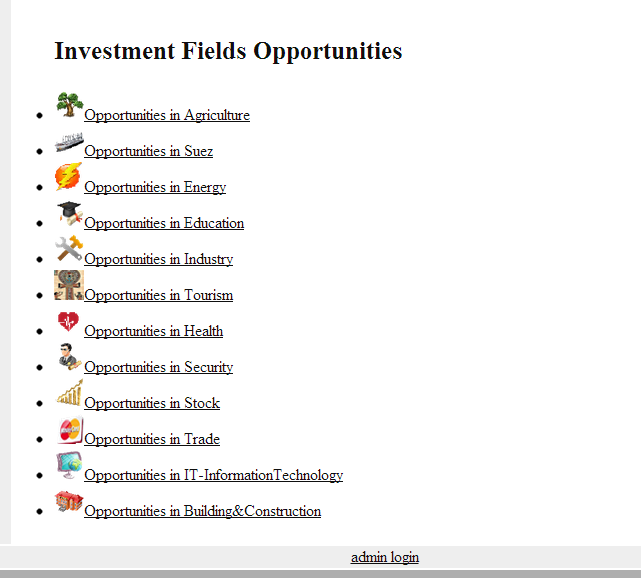 Investment Fields Opportunities
Opportunities in Agriculture
Opportunities in Suez
Opportunities in Energy
Opportunities in Education
Opportunities in Industry
Opportunities in Tourism
Opportunities in Health
Opportunities in Security
Opportunities in Stock
Opportunities in Trade
Opportunities in IT-InformationTechnology
Opportunities in Building&Construction
admin login